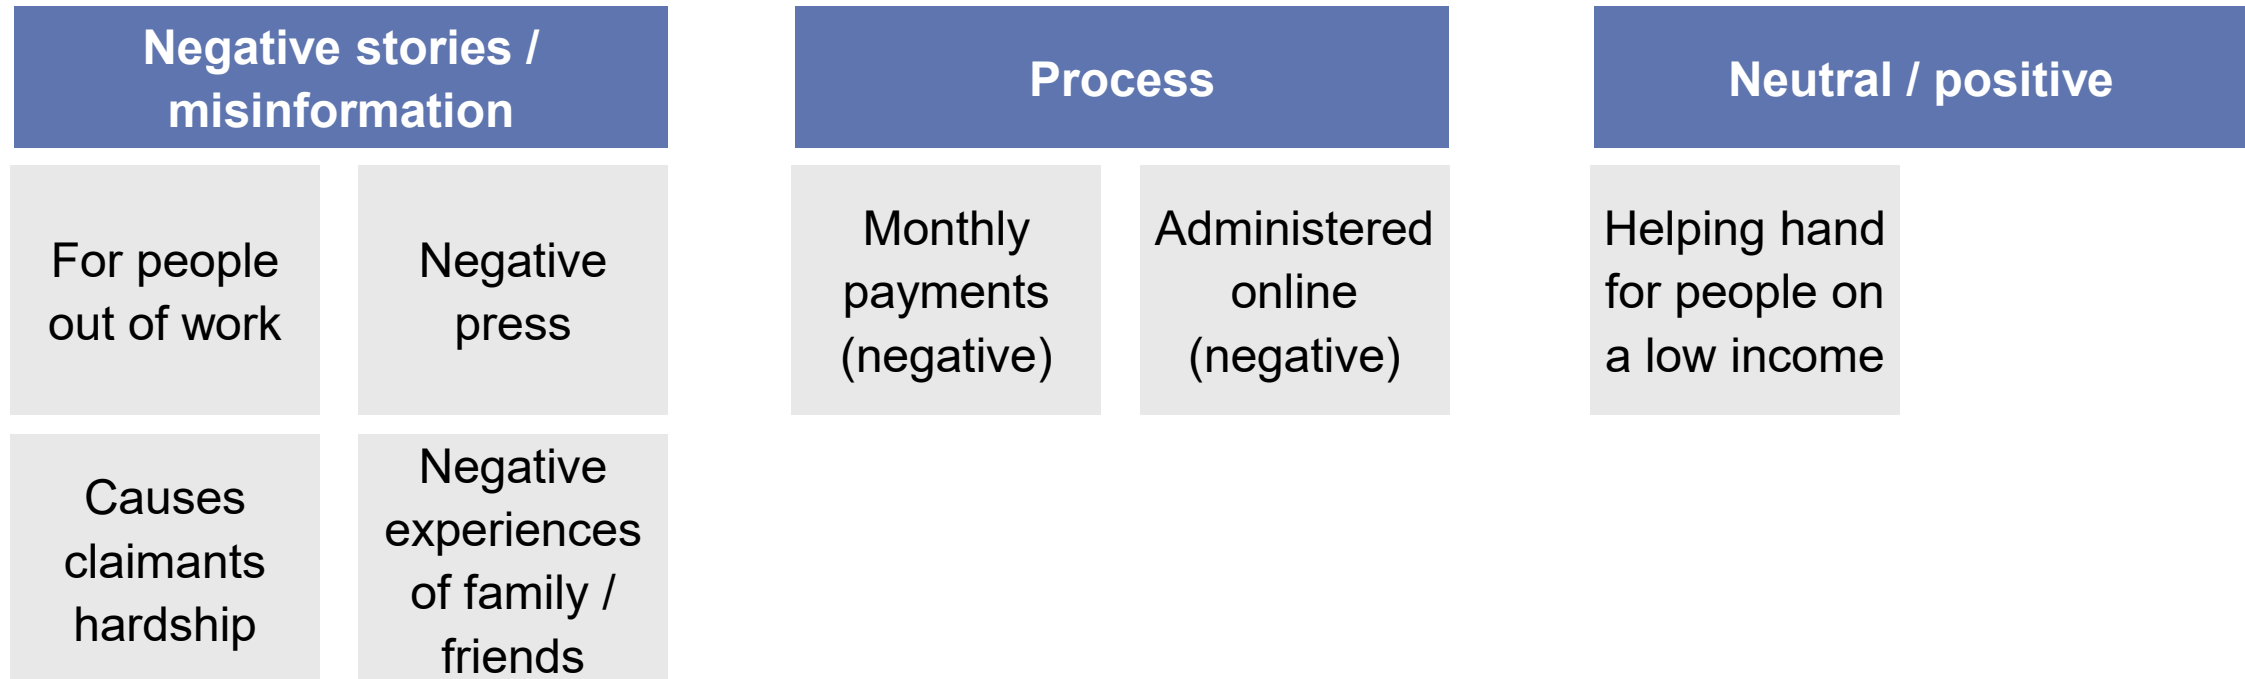 Negative stories /
misinformation
For people
out of work
Negative
press
Causes
claimants
hardship
Negative
experiences
of family /
friends
Process
Monthly
payments
(negative)
Administered
online
(negative)
Neutral / positive
Helping hand
for people on
a low income